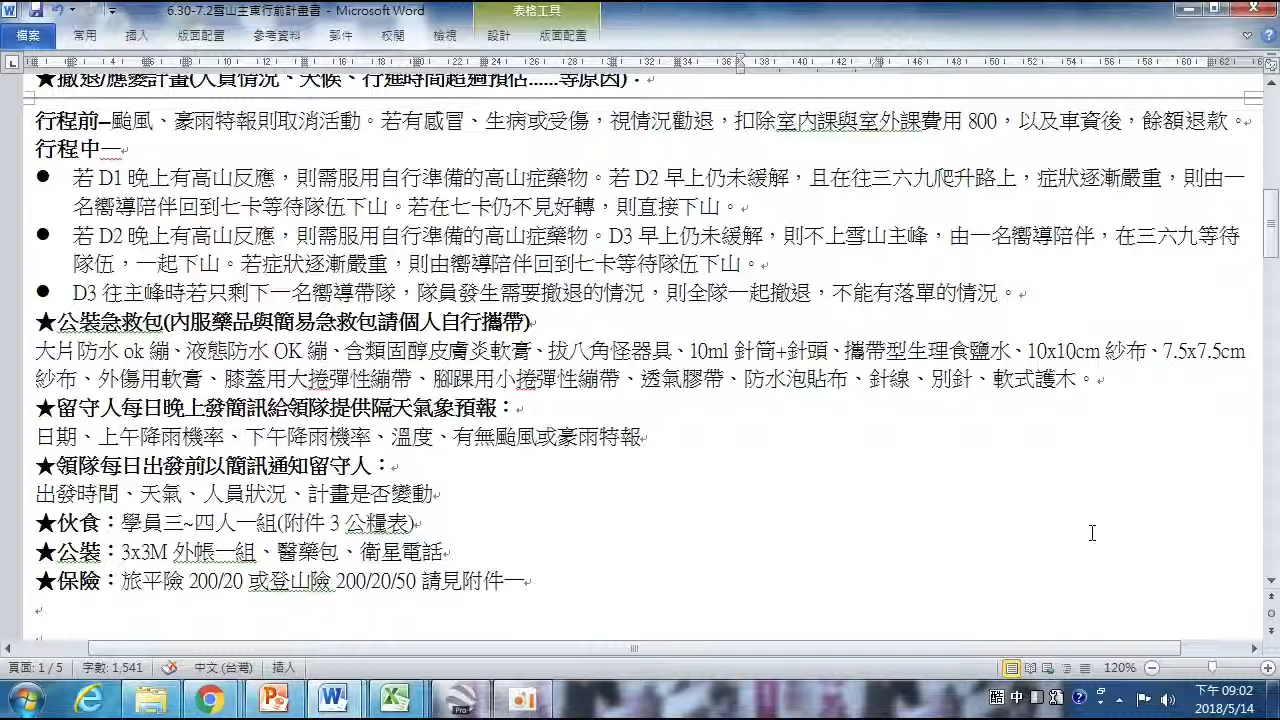 6.30-7.2雪山主東行前計畫書 - Microsoft Word
表格工具
檔案 常用 插入 版面配置 參考資料 郵件 校閱 檢視 設計 版面配置
★撤退/應變計畫(人員情況、天候、行進時間超過預估......等原因)：
行程前–颱風、豪雨特報則取消活動。若有感冒、生病或受傷，視情況勸退，扣除室內課與室外課費用 800，以及車資後，餘額退款。
行程中—
● 若 D1 晚上有高山反應，則需服用自行準備的高山症藥物。若 D2 早上仍未緩解，且在往三六九爬升路上，症狀逐漸嚴重，則由一
名嚮導陪伴回到七卡等待隊伍下山。若在七卡仍不見好轉，則直接下山。
● 若 D2 晚上有高山反應，則需服用自行準備的高山症藥物。D3 早上仍未緩解，則不上雪山主峰，由一名嚮導陪伴，在三六九等待
隊伍，一起下山。若症狀逐漸嚴重，則由嚮導陪伴回到七卡等待隊伍下山。
● D3 往主峰時若只剩下一名嚮導帶隊，隊員發生需要撤退的情況，則全隊一起撤退，不能有落單的情況。
★公裝急救包(內服藥品與簡易急救包請個人自行攜帶)
大片防水 ok 繃、液態防水 OK 繃、含類固醇皮膚炎軟膏、拔八角怪器具、10ml 針筒+針頭、攜帶型生理食鹽水、10x10cm 紗布、7.5x7.5cm
紗布、外傷用軟膏、膝蓋用大捲彈性繃帶、腳踝用小捲彈性繃帶、透氣膠帶、防水泡貼布、針線、別針、軟式護木。
★留守人每日晚上發簡訊給領隊提供隔天氣象預報：
日期、上午降雨機率、下午降雨機率、溫度、有無颱風或豪雨特報
★領隊每日出發前以簡訊通知留守人：
出發時間、天氣、人員狀況、計畫是否變動
★伙食：學員三~四人一組(附件 3 公糧表)
★公裝：3x3M 外帳一組、醫藥包、衛星電話
★保險：旅平險 200/20 或登山險 200/20/50 請見附件一
頁面: 1 / 5 字數: 1,541 中文 (台灣) 插入 120%
Pro
中
下午 09:02
2018/5/14